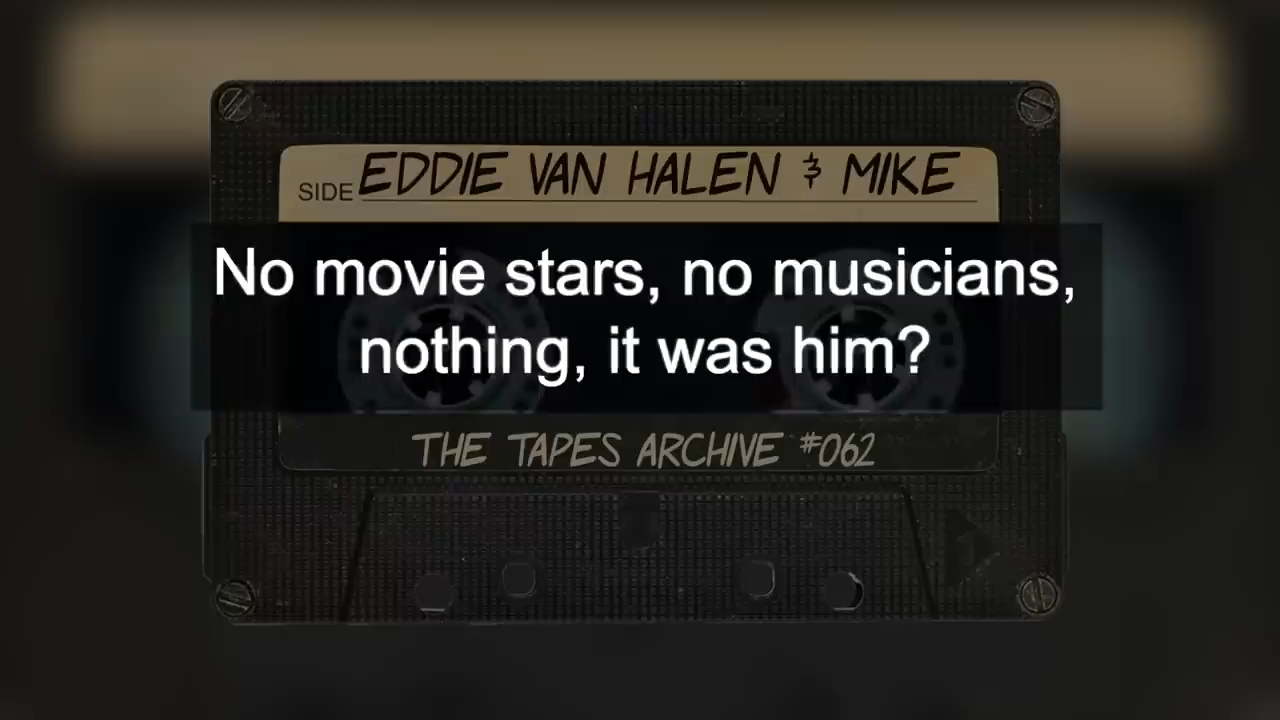 SIDE EDDIE VAN HALEN & MIKE
No movie stars, no musicians,
nothing, it was him?
THE TAPES ARCHIVE #062